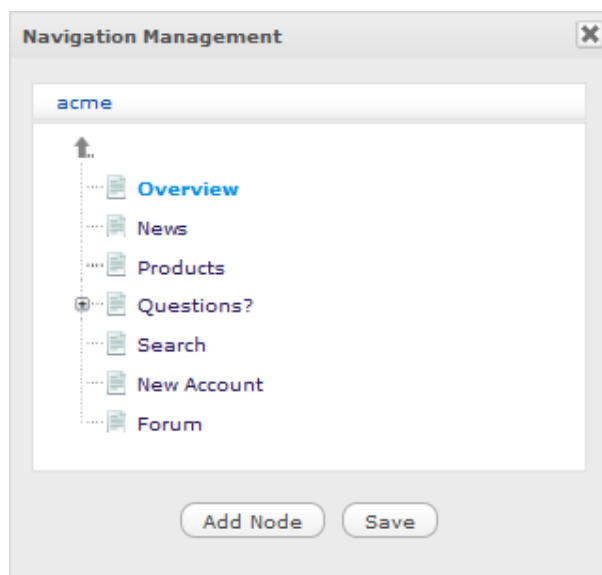 Navigation Management
acme
Overview
News
Products
Questions?
Search
New Account
Forum
Add Node Save